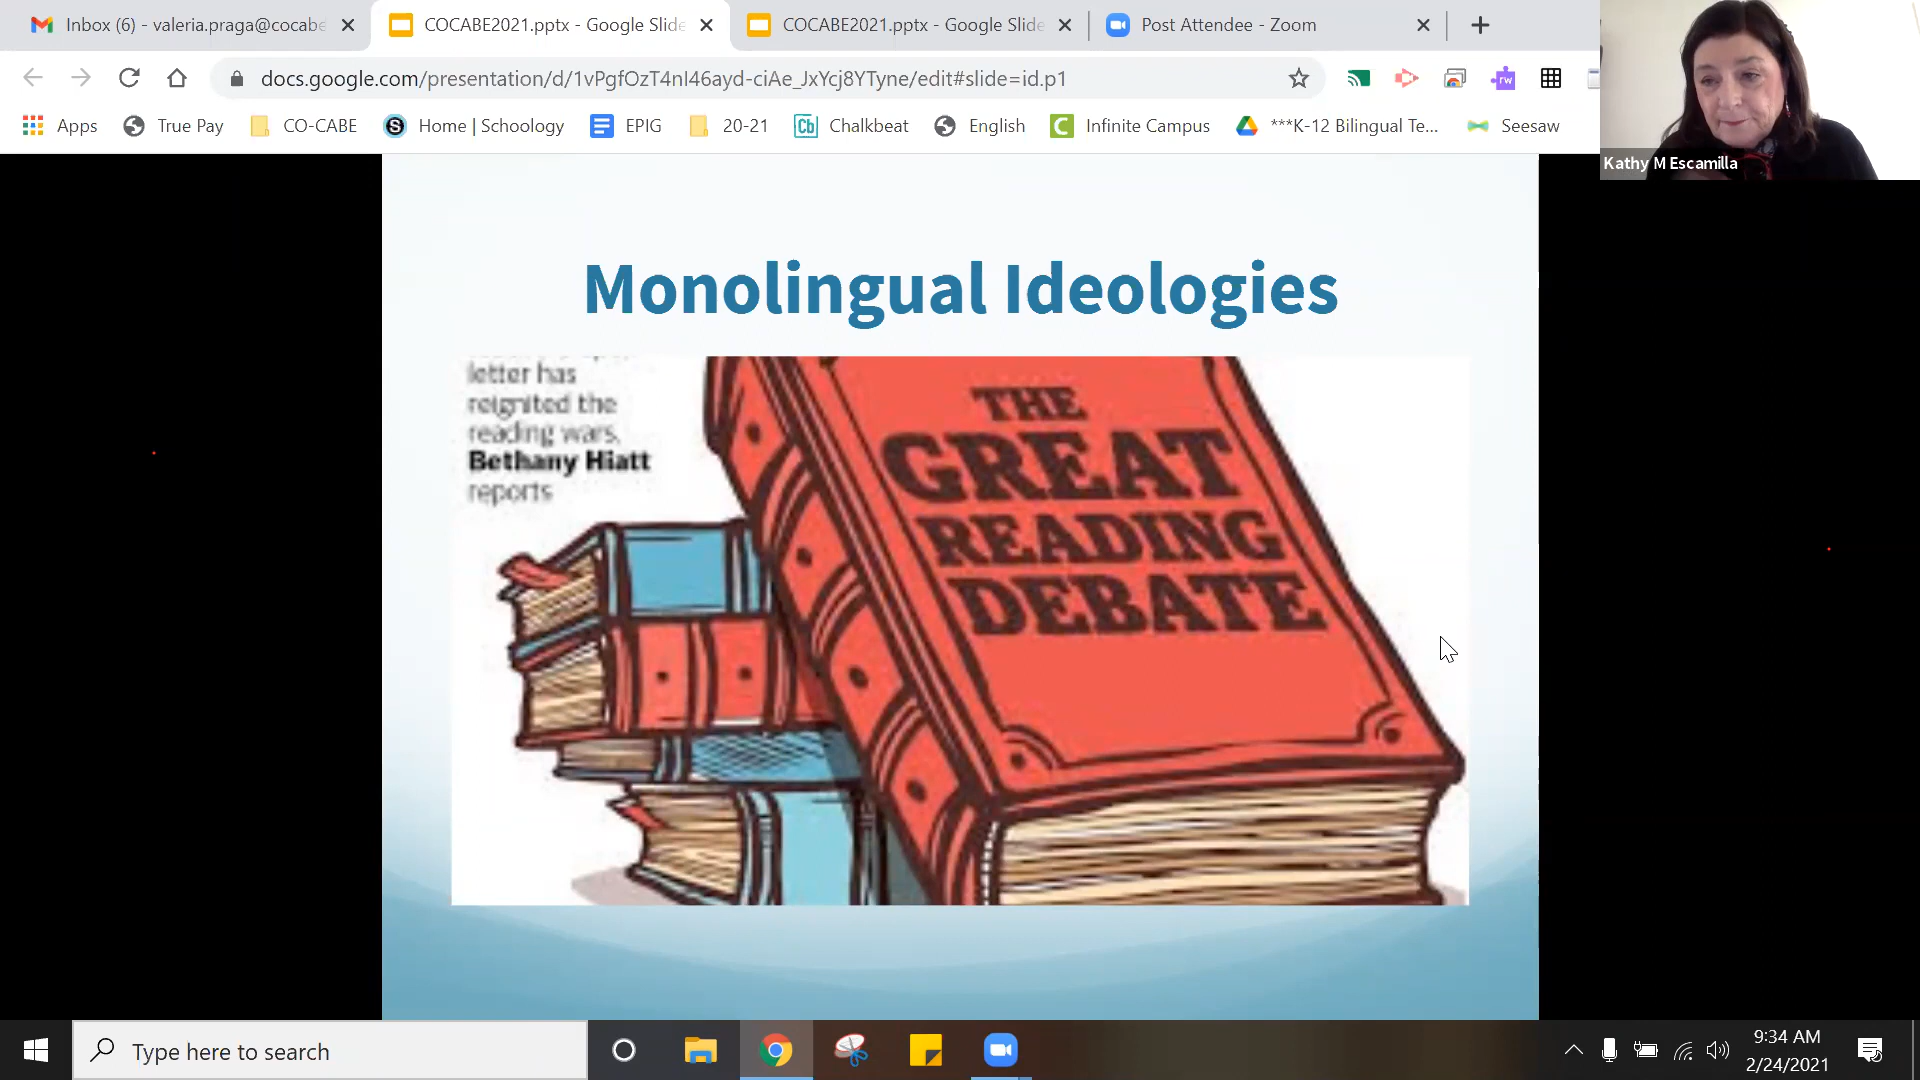 Inbox (6) - valeria.praga@cocabe
COCABE2021.pptx - Google Slide
COCABE2021.pptx - Google Slide
Post Attendee - Zoom
docs.google.com/presentation/d/1vPgfOzT4nI46ayd-ciAe_JxYcj8YTyne/edit#slide=id.p1
rw
Apps
True Pay
CO-CABE
Home | Schoology
EPIG
20-21
Cb
Chalkbeat
English
Infinite Campus
***K-12 Bilingual Te...
Seesaw
Kathy M Escamilla
Monolingual Ideologies
letter has
reignited the
reading wars,
Bethany Hiatt
reports
THE
GREAT
READING
DEBATE
Type here to search
9:34 AM
2/24/2021